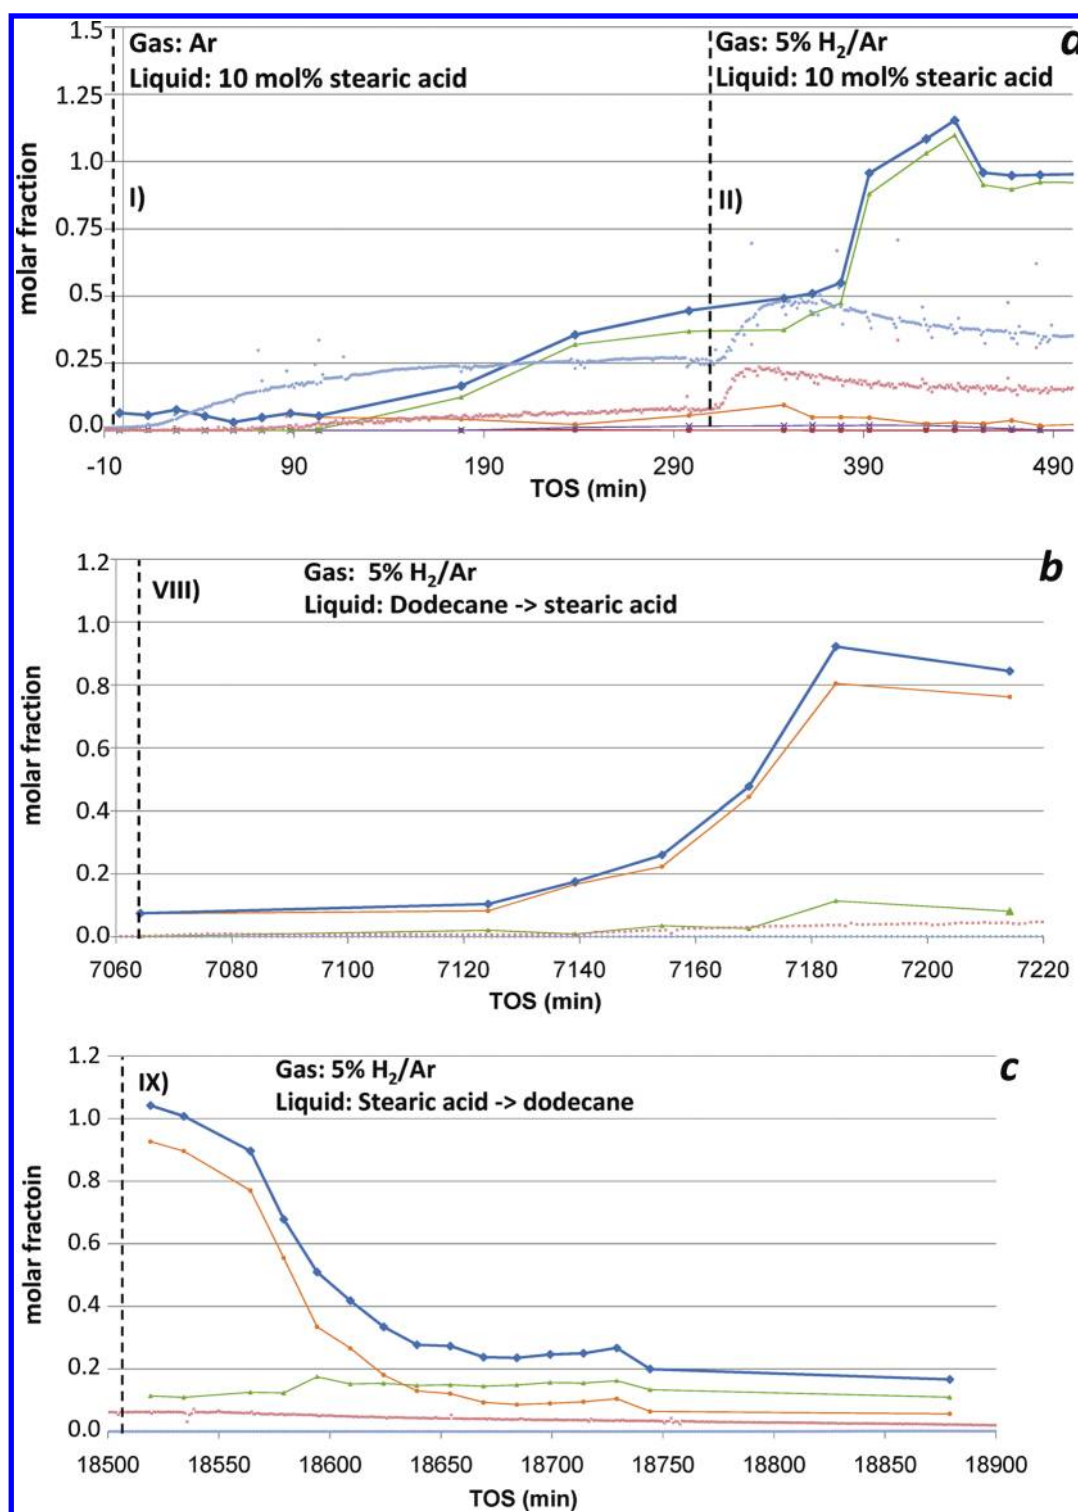 a
Gas: Ar
Liquid: 10 mol% stearic acid
Gas: 5% H₂/Ar
Liquid: 10 mol% stearic acid
I)
II)
molar fraction
1.5
1.25
1.0
0.75
0.5
0.25
0.0
-10 90 190 290 390 490
TOS (min)
b
VIII)
Gas: 5% H₂/Ar
Liquid: Dodecane -> stearic acid
molar fraction
1.2
1.0
0.8
0.6
0.4
0.2
0.0
7060 7080 7100 7120 7140 7160 7180 7200 7220
TOS (min)
c
IX)
Gas: 5% H₂/Ar
Liquid: Stearic acid -> dodecane
molar fractoin
1.2
1.0
0.8
0.6
0.4
0.2
0.0
18500 18550 18600 18650 18700 18750 18800 18850 18900
TOS (min)